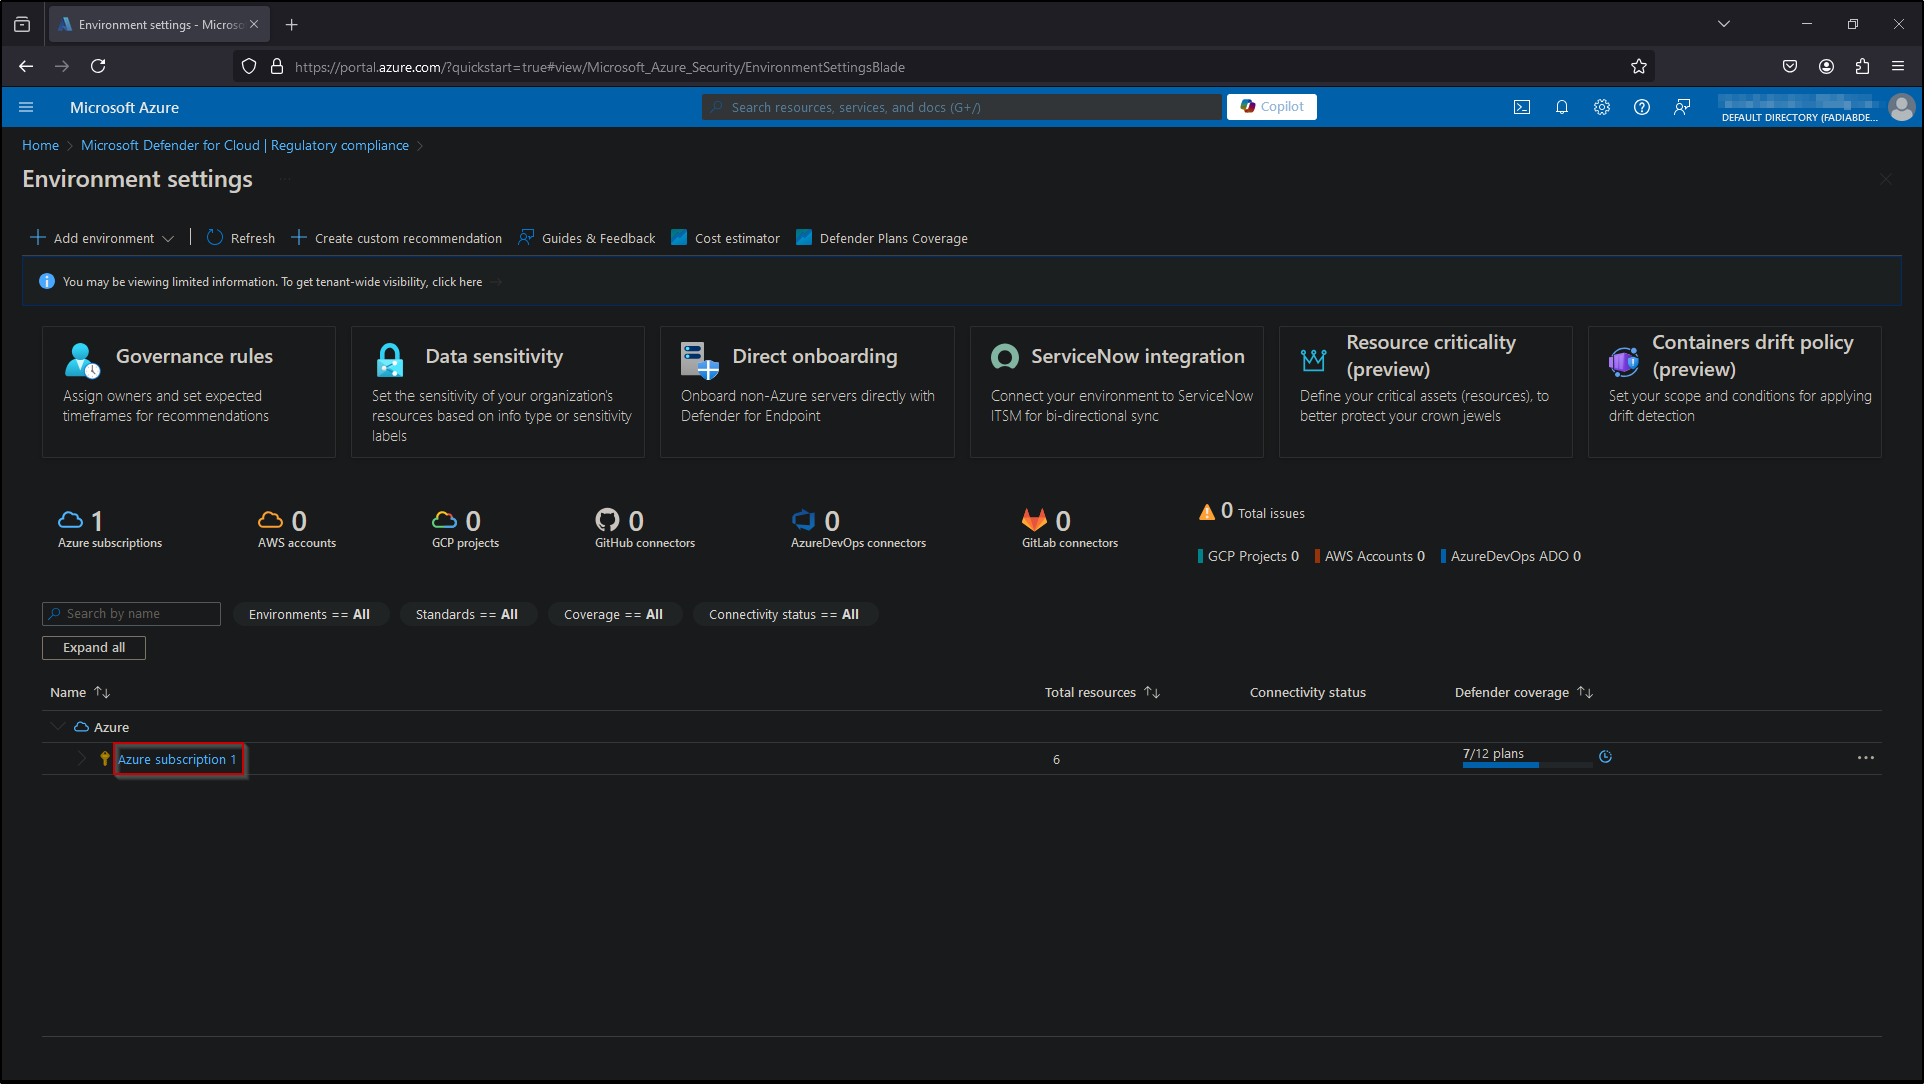 Environment settings - Microso
https://portal.azure.com/?quickstart=true#view/Microsoft_Azure_Security/EnvironmentSettingsBlade
Microsoft Azure
Search resources, services, and docs (G+/)
Copilot
DEFAULT DIRECTORY (FADIABDE...
Home > Microsoft Defender for Cloud | Regulatory compliance >
Environment settings ...
Add environment
Refresh
Create custom recommendation
Guides & Feedback
Cost estimator
Defender Plans Coverage
You may be viewing limited information. To get tenant-wide visibility, click here →
Governance rules
Assign owners and set expected
timeframes for recommendations
Data sensitivity
Set the sensitivity of your organization's
resources based on info type or sensitivity
labels
Direct onboarding
Onboard non-Azure servers directly with
Defender for Endpoint
ServiceNow integration
Connect your environment to ServiceNow
ITSM for bi-directional sync
Resource criticality
(preview)
Define your critical assets (resources), to
better protect your crown jewels
Containers drift policy
(preview)
Set your scope and conditions for applying
drift detection
1
Azure subscriptions
0
AWS accounts
0
GCP projects
0
GitHub connectors
0
AzureDevOps connectors
0
GitLab connectors
0 Total issues
GCP Projects 0
AWS Accounts 0
AzureDevOps ADO 0
Search by name
Environments == All
Standards == All
Coverage == All
Connectivity status == All
Expand all
Name ↑↓
Total resources ↑↓
Connectivity status
Defender coverage ↑↓
Azure
Azure subscription 1
6
7/12 plans
...